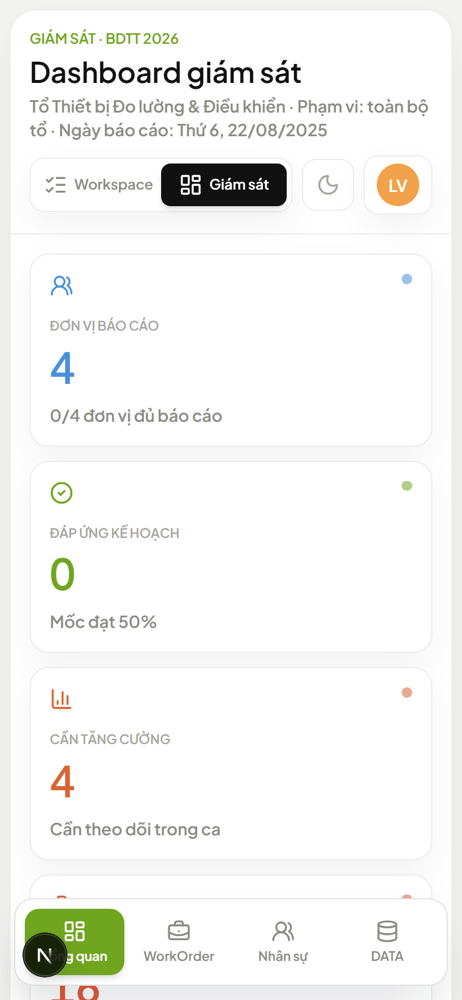 GIÁM SÁT · BDTT 2026
Dashboard giám sát
Tổ Thiết bị Đo lường & Điều khiển · Phạm vi: toàn bộ
tổ · Ngày báo cáo: Thứ 6, 22/08/2025
Workspace
Giám sát
LV
ĐƠN VỊ BÁO CÁO
4
0/4 đơn vị đủ báo cáo
ĐÁP ỨNG KẾ HOẠCH
0
Mốc đạt 50%
CẦN TĂNG CƯỜNG
4
Cần theo dõi trong ca
N
quan
WorkOrder
Nhân sự
DATA
16